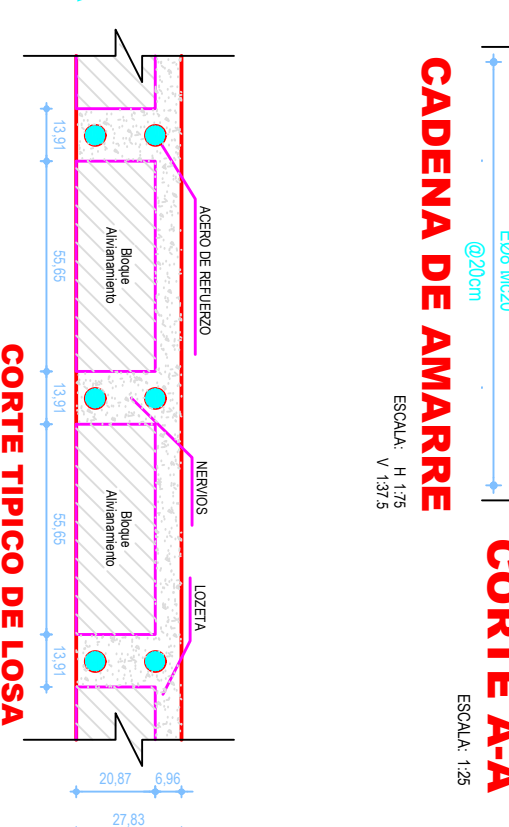 @20cm
CADENA DE AMARRE
ESCALA: H 1:75
V 1:37.5
CORTE A-A
ESCALA: 1:25
ACERO DE REFUERZO
NERVIOS
LOZETA
Bloque
Alivianamiento
Bloque
Alivianamiento
13,91
55,65
13,91
55,65
13,91
20,87
6,96
27,83
CORTE TIPICO DE LOSA